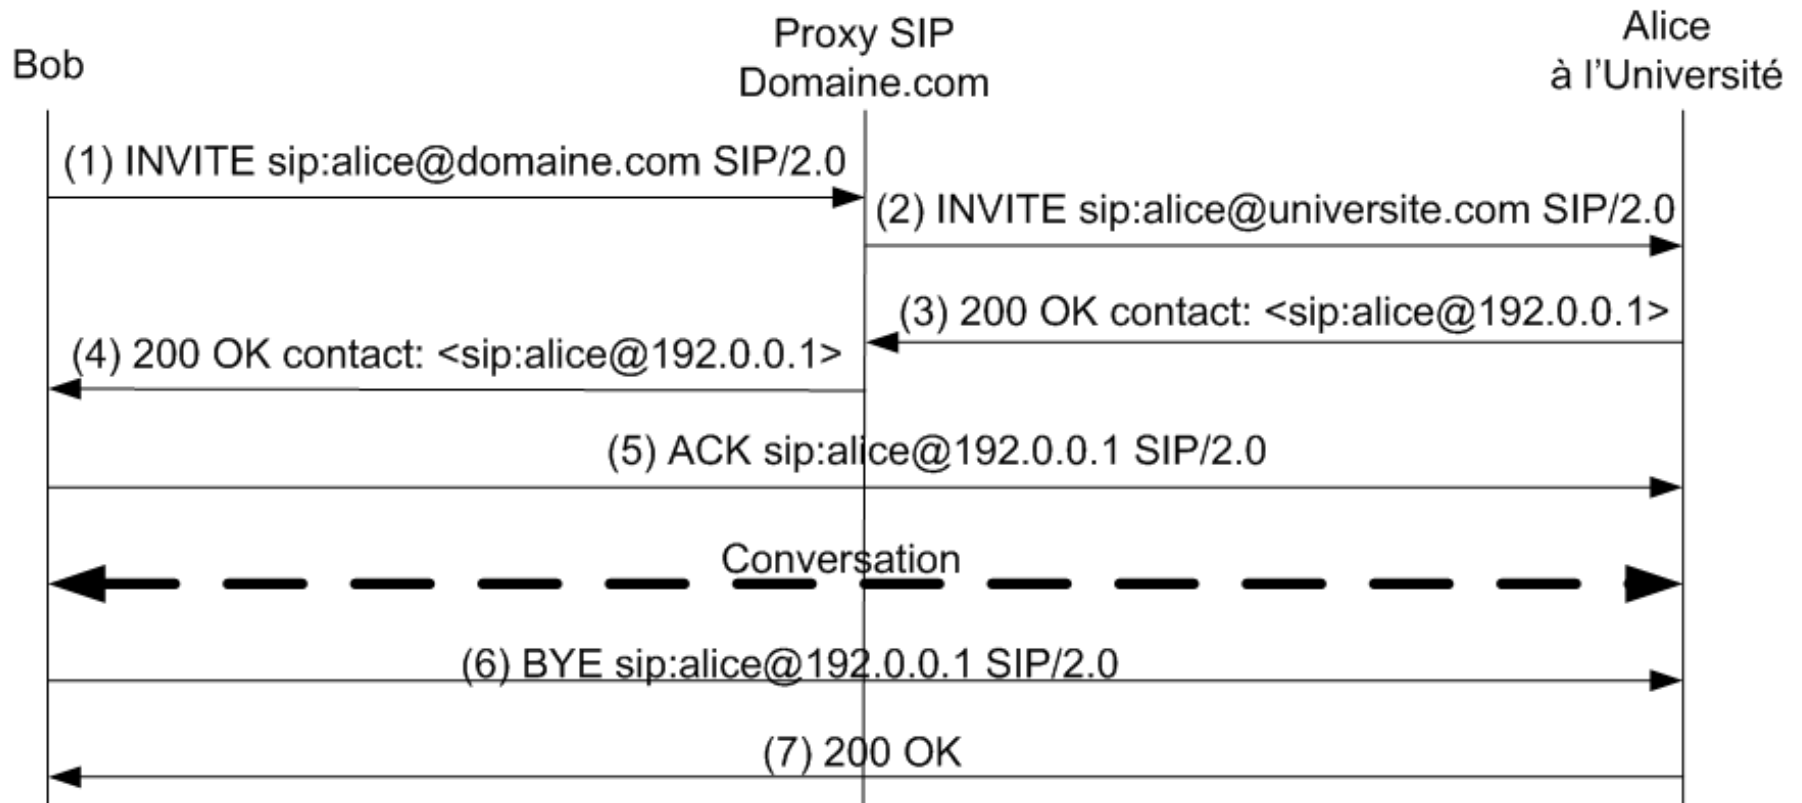 Bob
Proxy SIP
Domaine.com
Alice
à l'Université
(1) INVITE sip:alice@domaine.com SIP/2.0
(2) INVITE sip:alice@universite.com SIP/2.0
(3) 200 OK contact: <sip:alice@192.0.0.1>
(4) 200 OK contact: <sip:alice@192.0.0.1>
(5) ACK sip:alice@192.0.0.1 SIP/2.0
Conversation
(6) BYE sip:alice@192.0.0.1 SIP/2.0
(7) 200 OK